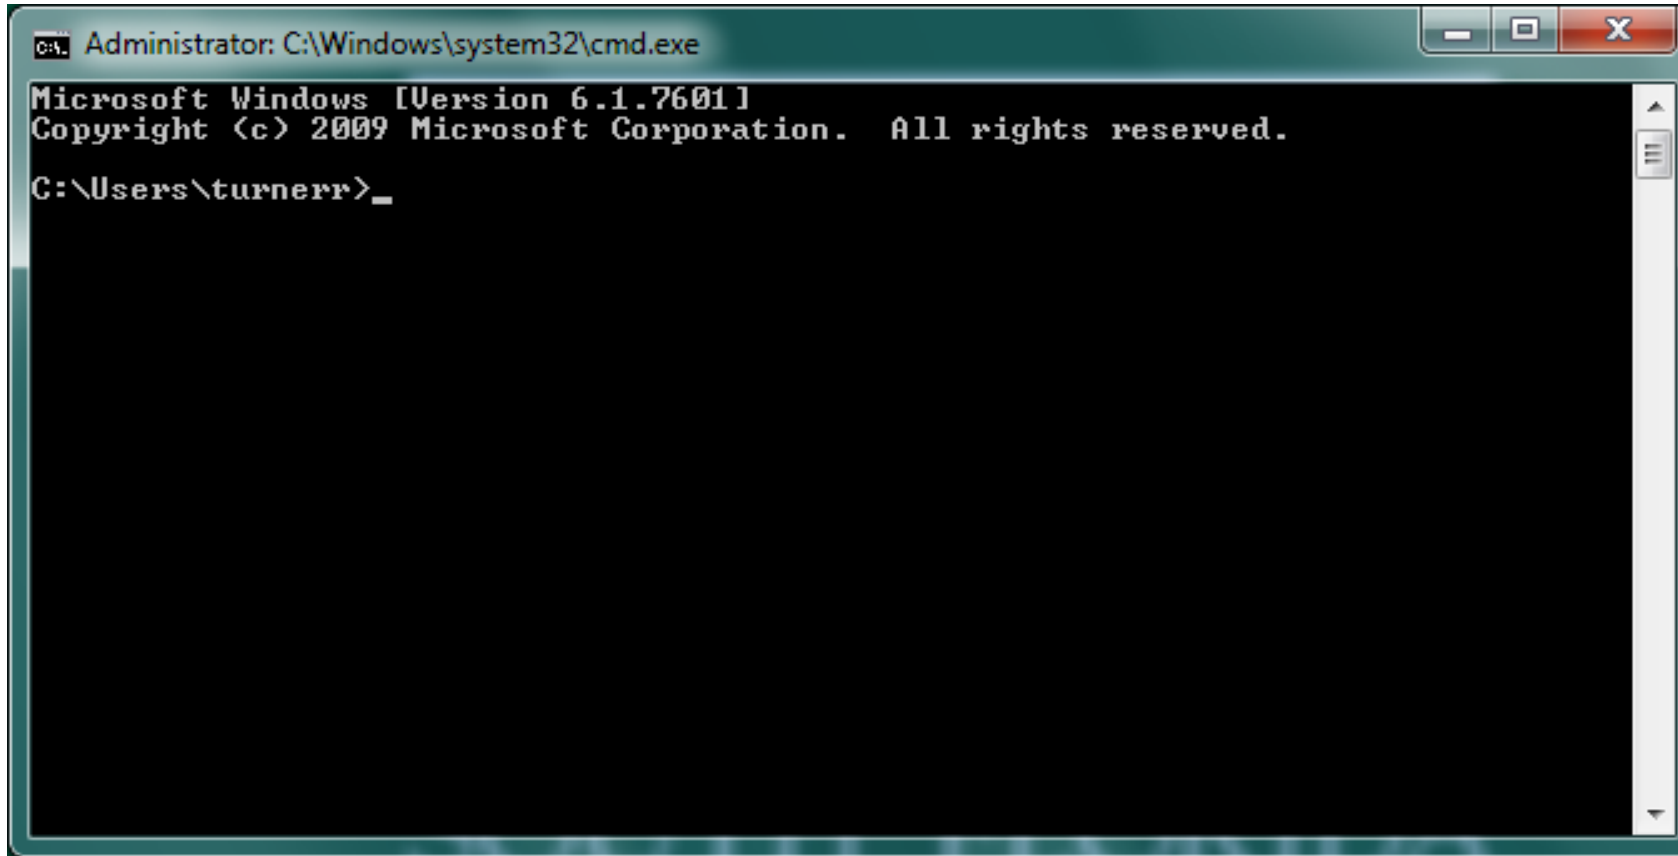 Administrator: C:\Windows\system32\cmd.exe
Microsoft Windows [Version 6.1.7601]
Copyright (c) 2009 Microsoft Corporation.  All rights reserved.
C:\Users\turnerr>_